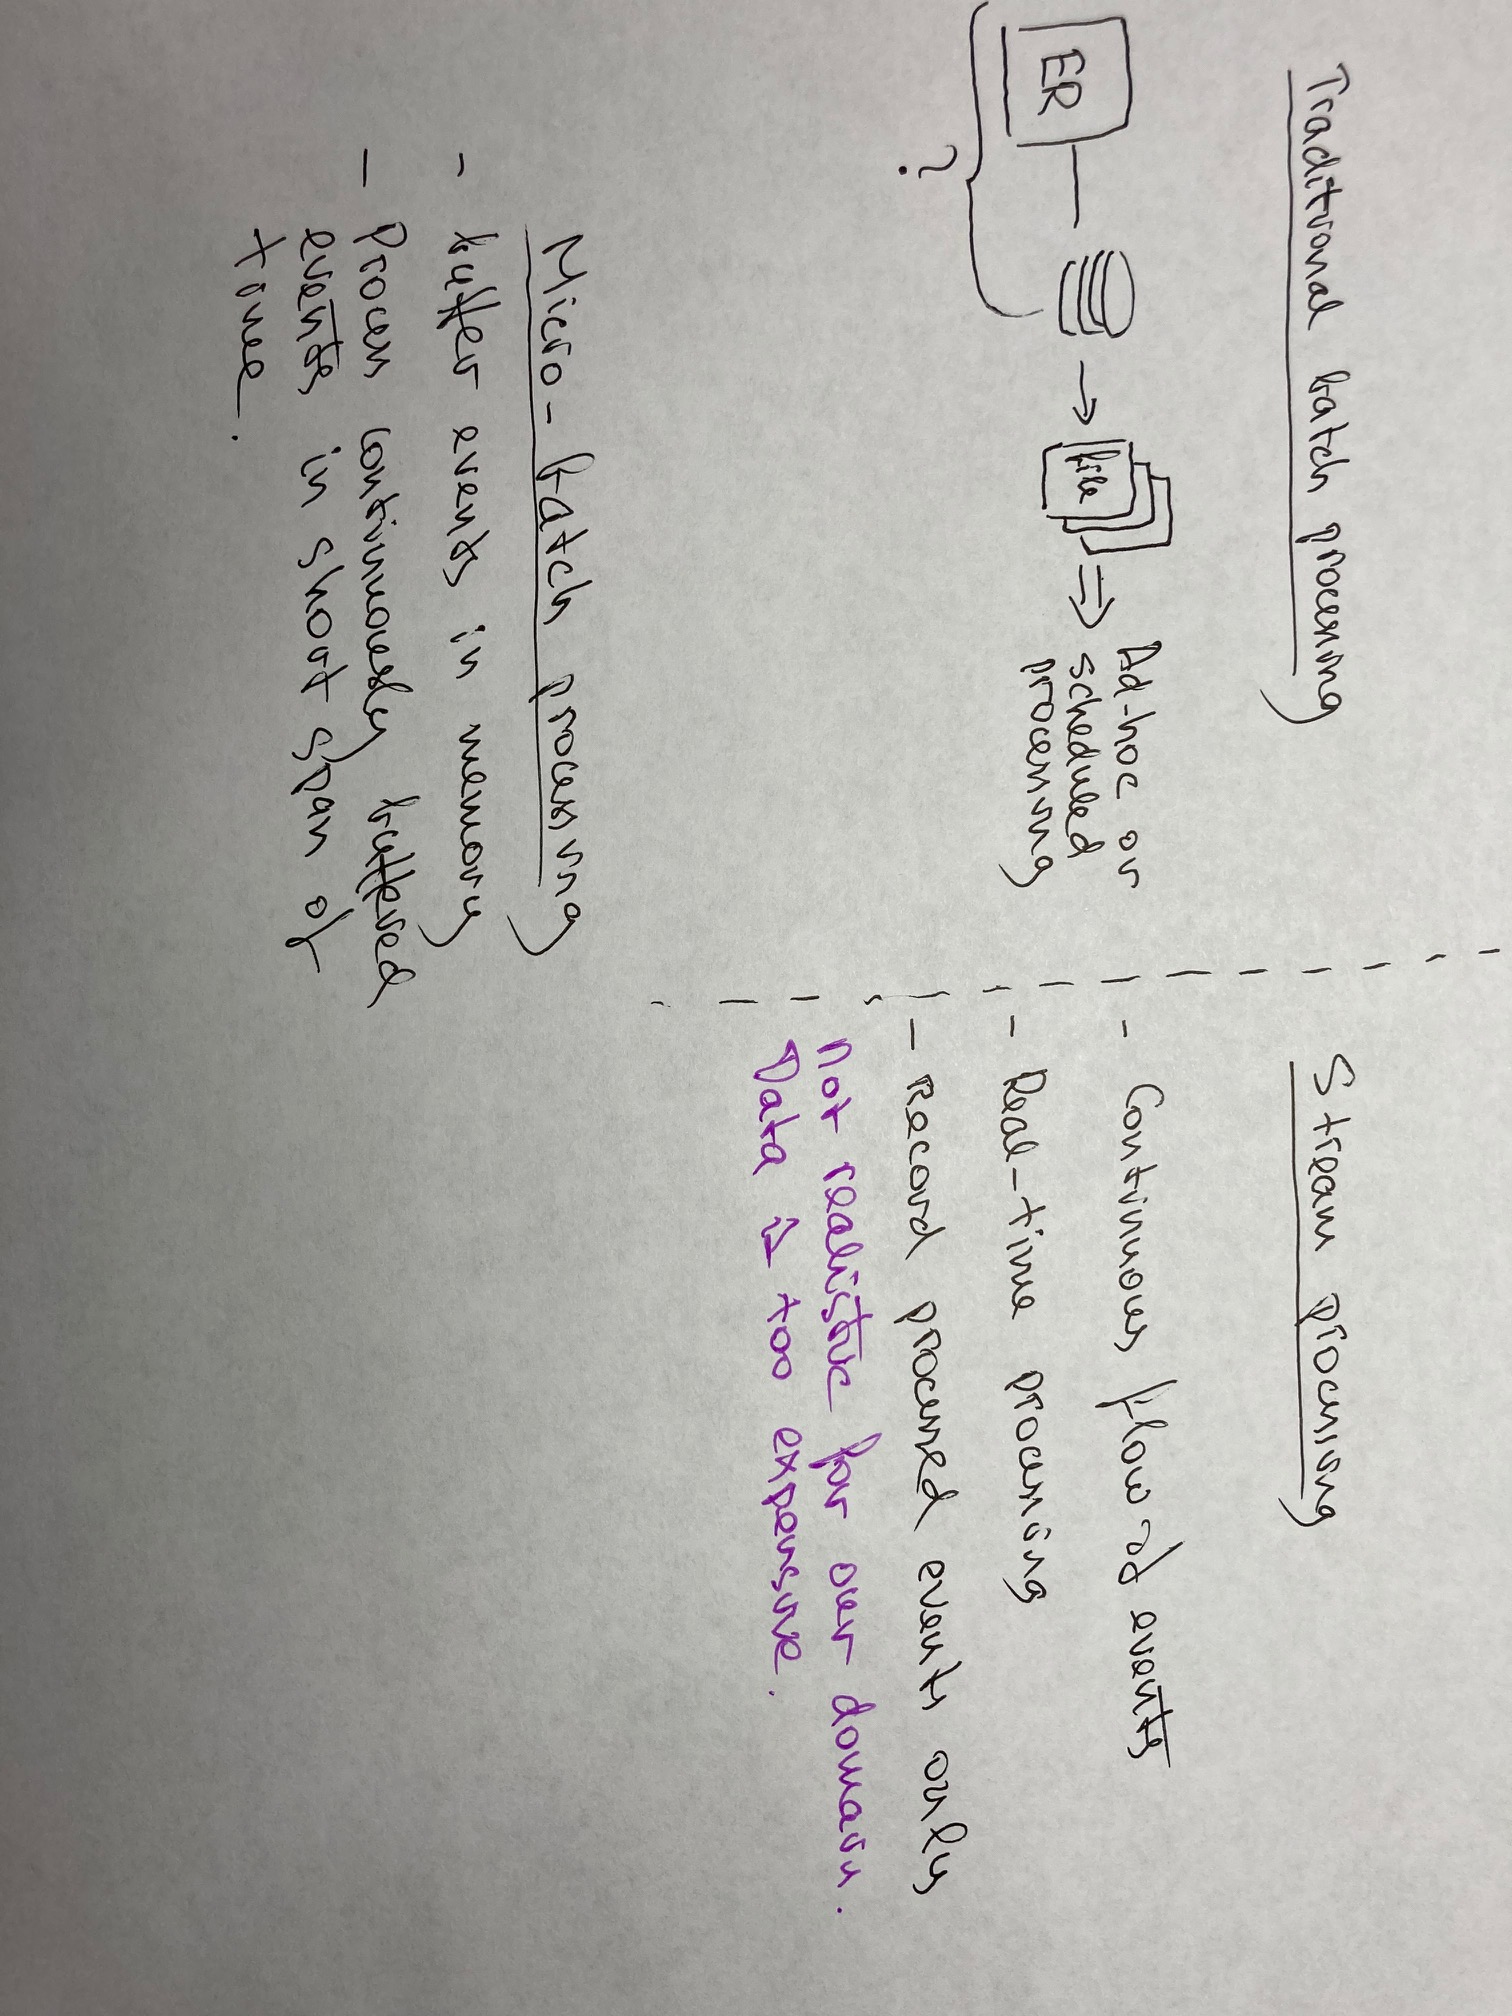 Traditional batch processing
ER
?
file
Ad-hoc or
scheduled
processing
Stream processing
- Continuous flow of events
- Real-time processing
- Record processed events only
not realistic for our domain.
Data is too expensive.
Micro-batch processing
- buffer events in memory
- Process continuously buffered
events in short span of
time.